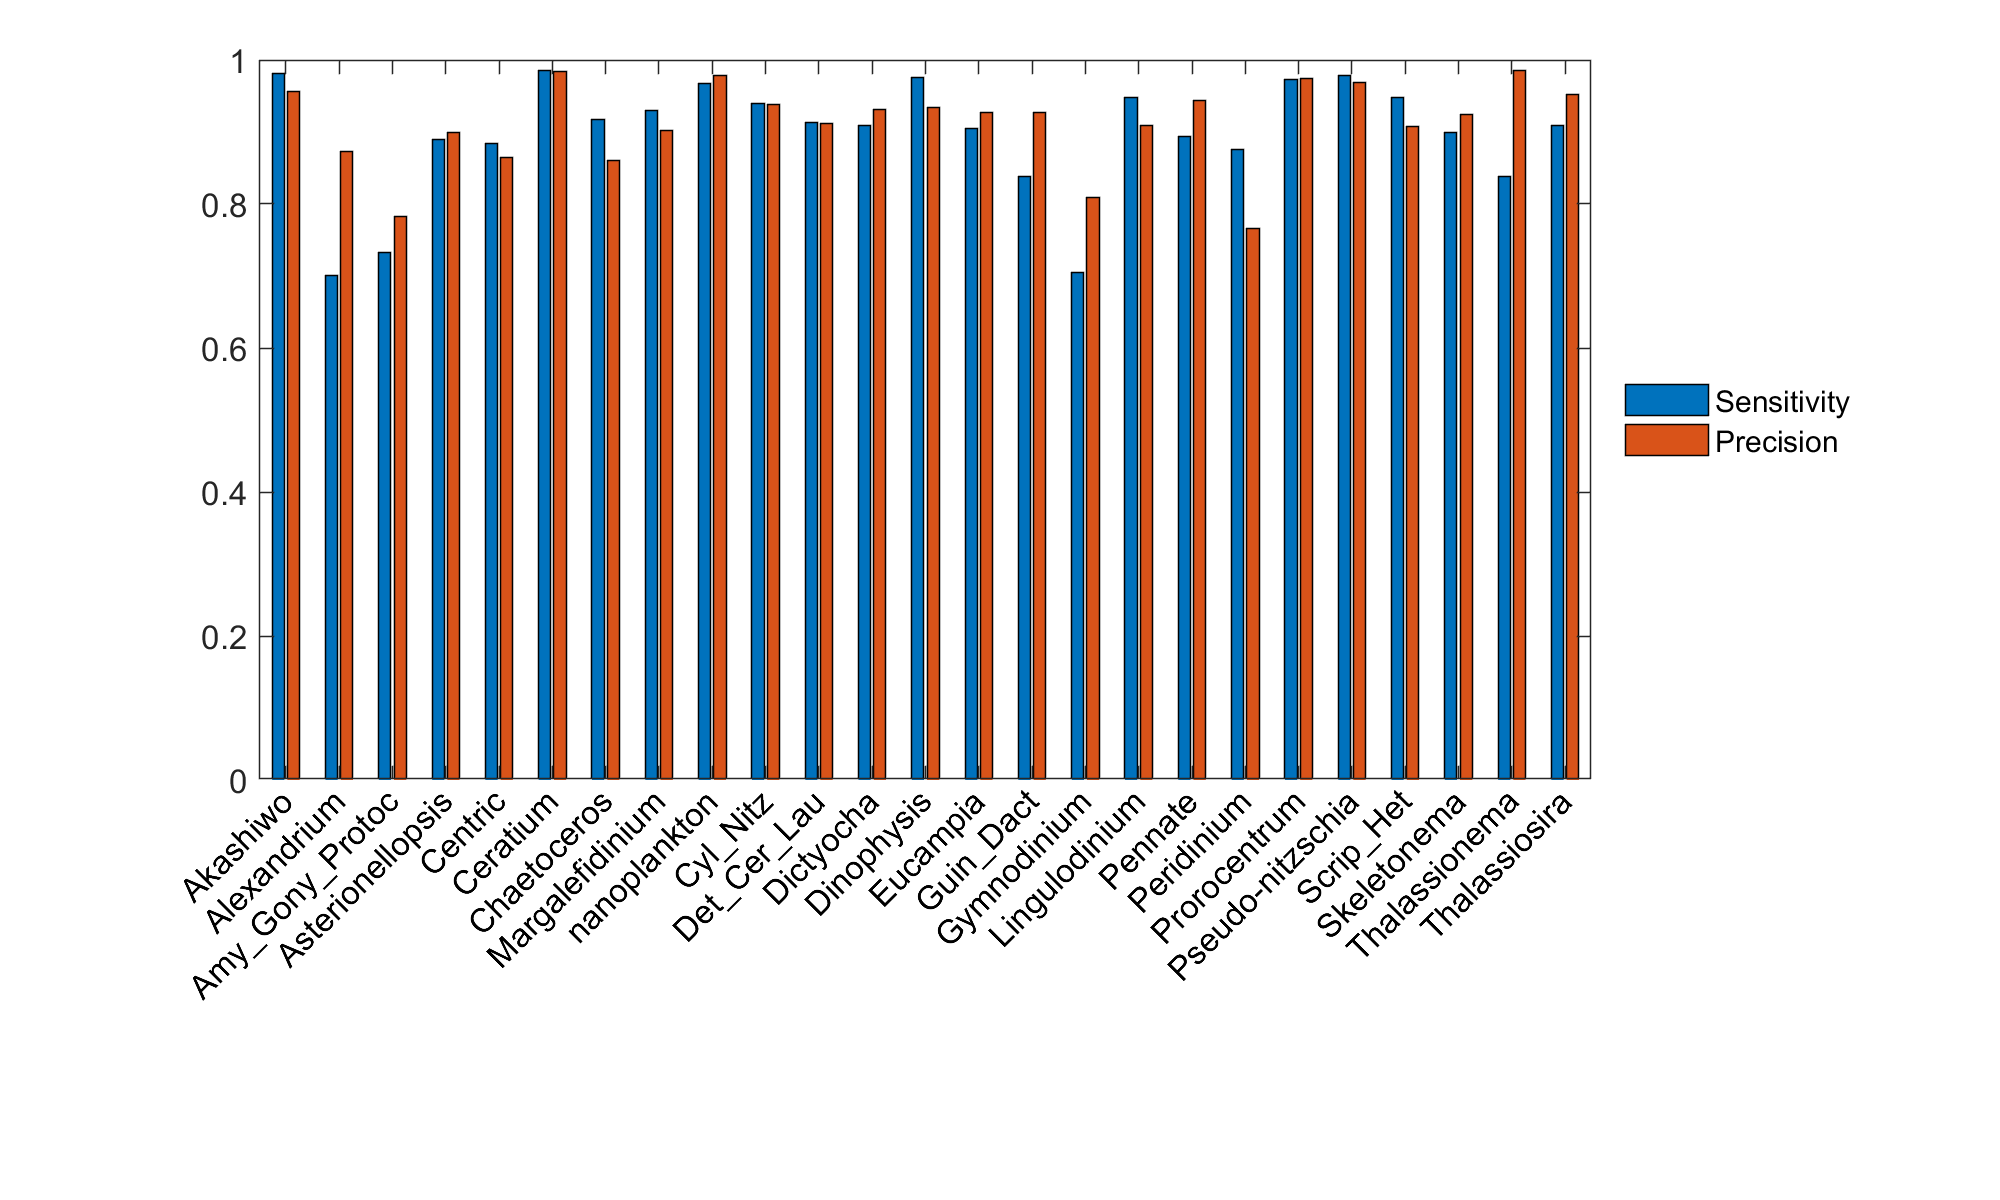 1
0.8
0.6
0.4
0.2
0
Akashiwo
Alexandrium
Amy_Gony_Protoc
Asterionellopsis
Centric
Ceratium
Chaetoceros
Margalefidinium
nanoplankton
Cyl_Nitz
Det_Cer_Lau
Dictyocha
Dinophysis
Eucampia
Guin_Dact
Gymnodinium
Lingulodinium
Pennate
Peridinium
Prorocentrum
Pseudo-nitzschia
Scrip_Het
Skeletonema
Thalassionema
Thalassiosira
Sensitivity
Precision